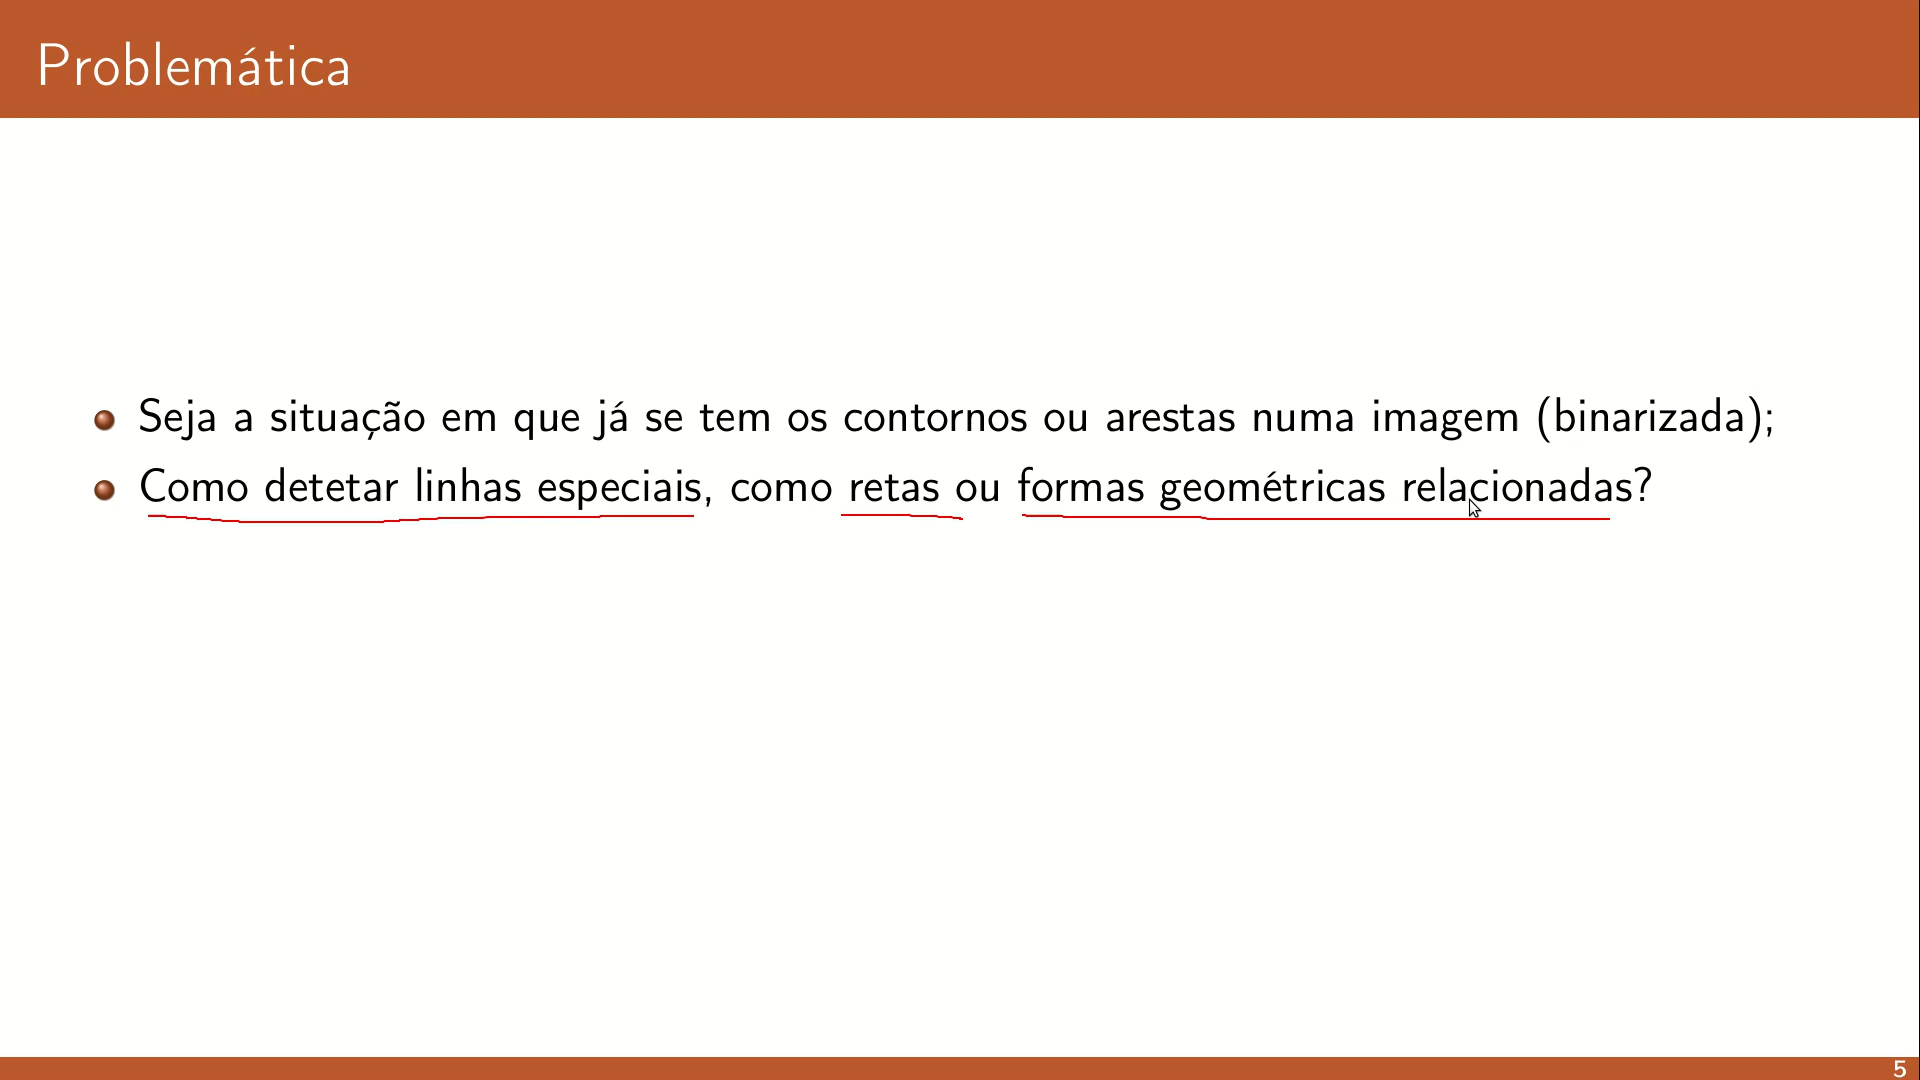 Problemática
Seja a situação em que já se tem os contornos ou arestas numa imagem (binarizada);
Como detetar linhas especiais, como retas ou formas geométricas relacionadas?
5